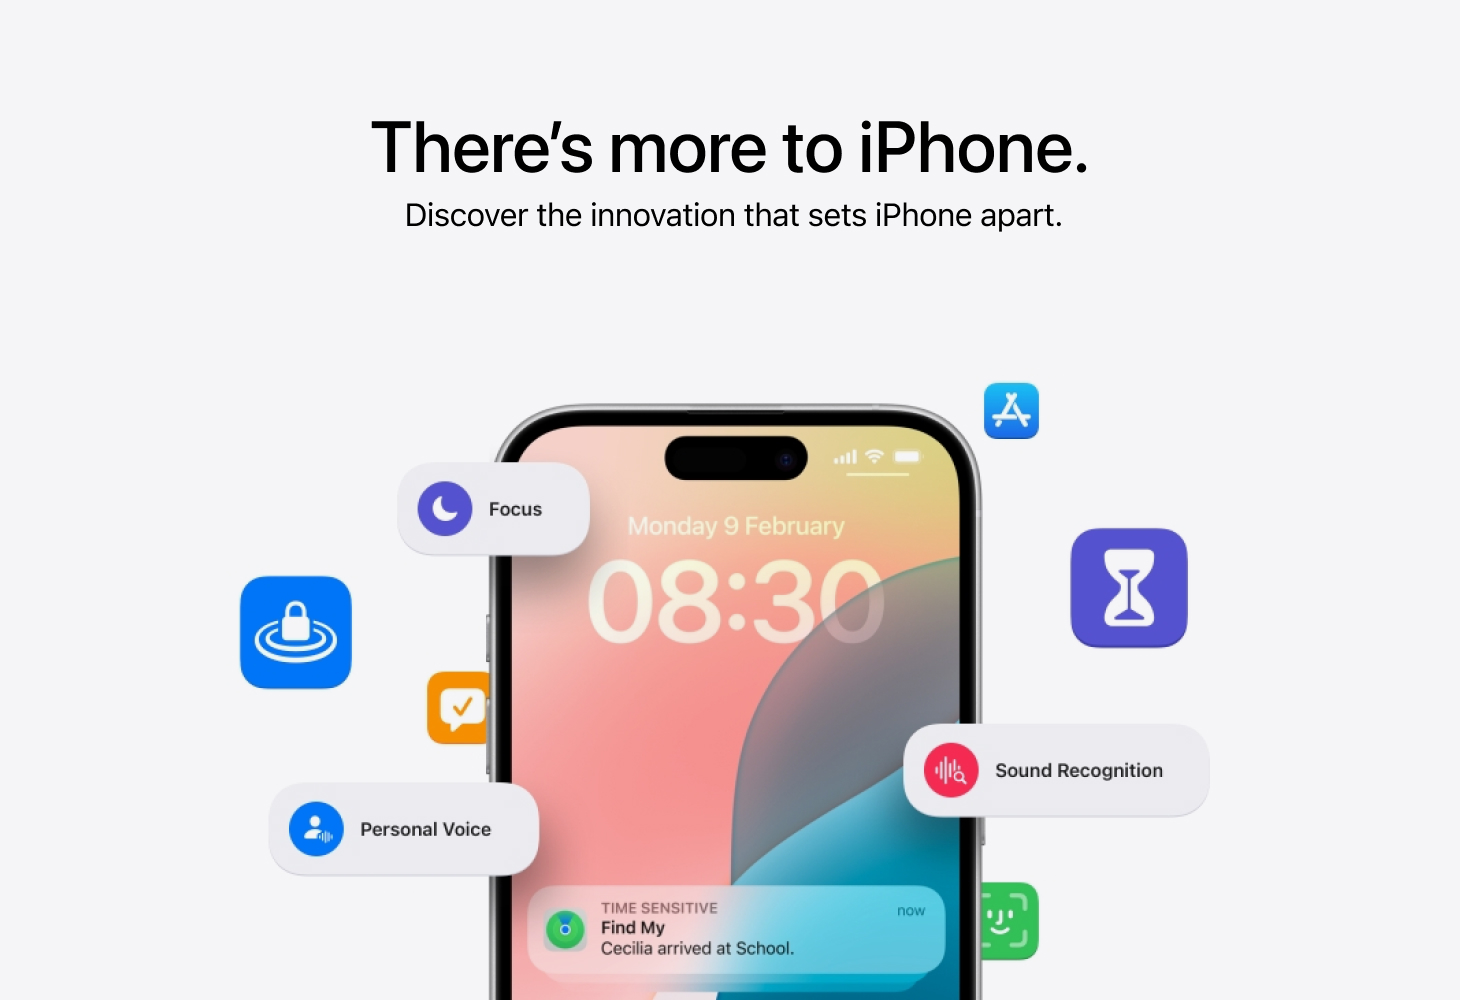 There’s more to iPhone.
Discover the innovation that sets iPhone apart.
Focus
Monday 9 February
08:30
Sound Recognition
Personal Voice
TIME SENSITIVE
now
Find My
Cecilia arrived at School.